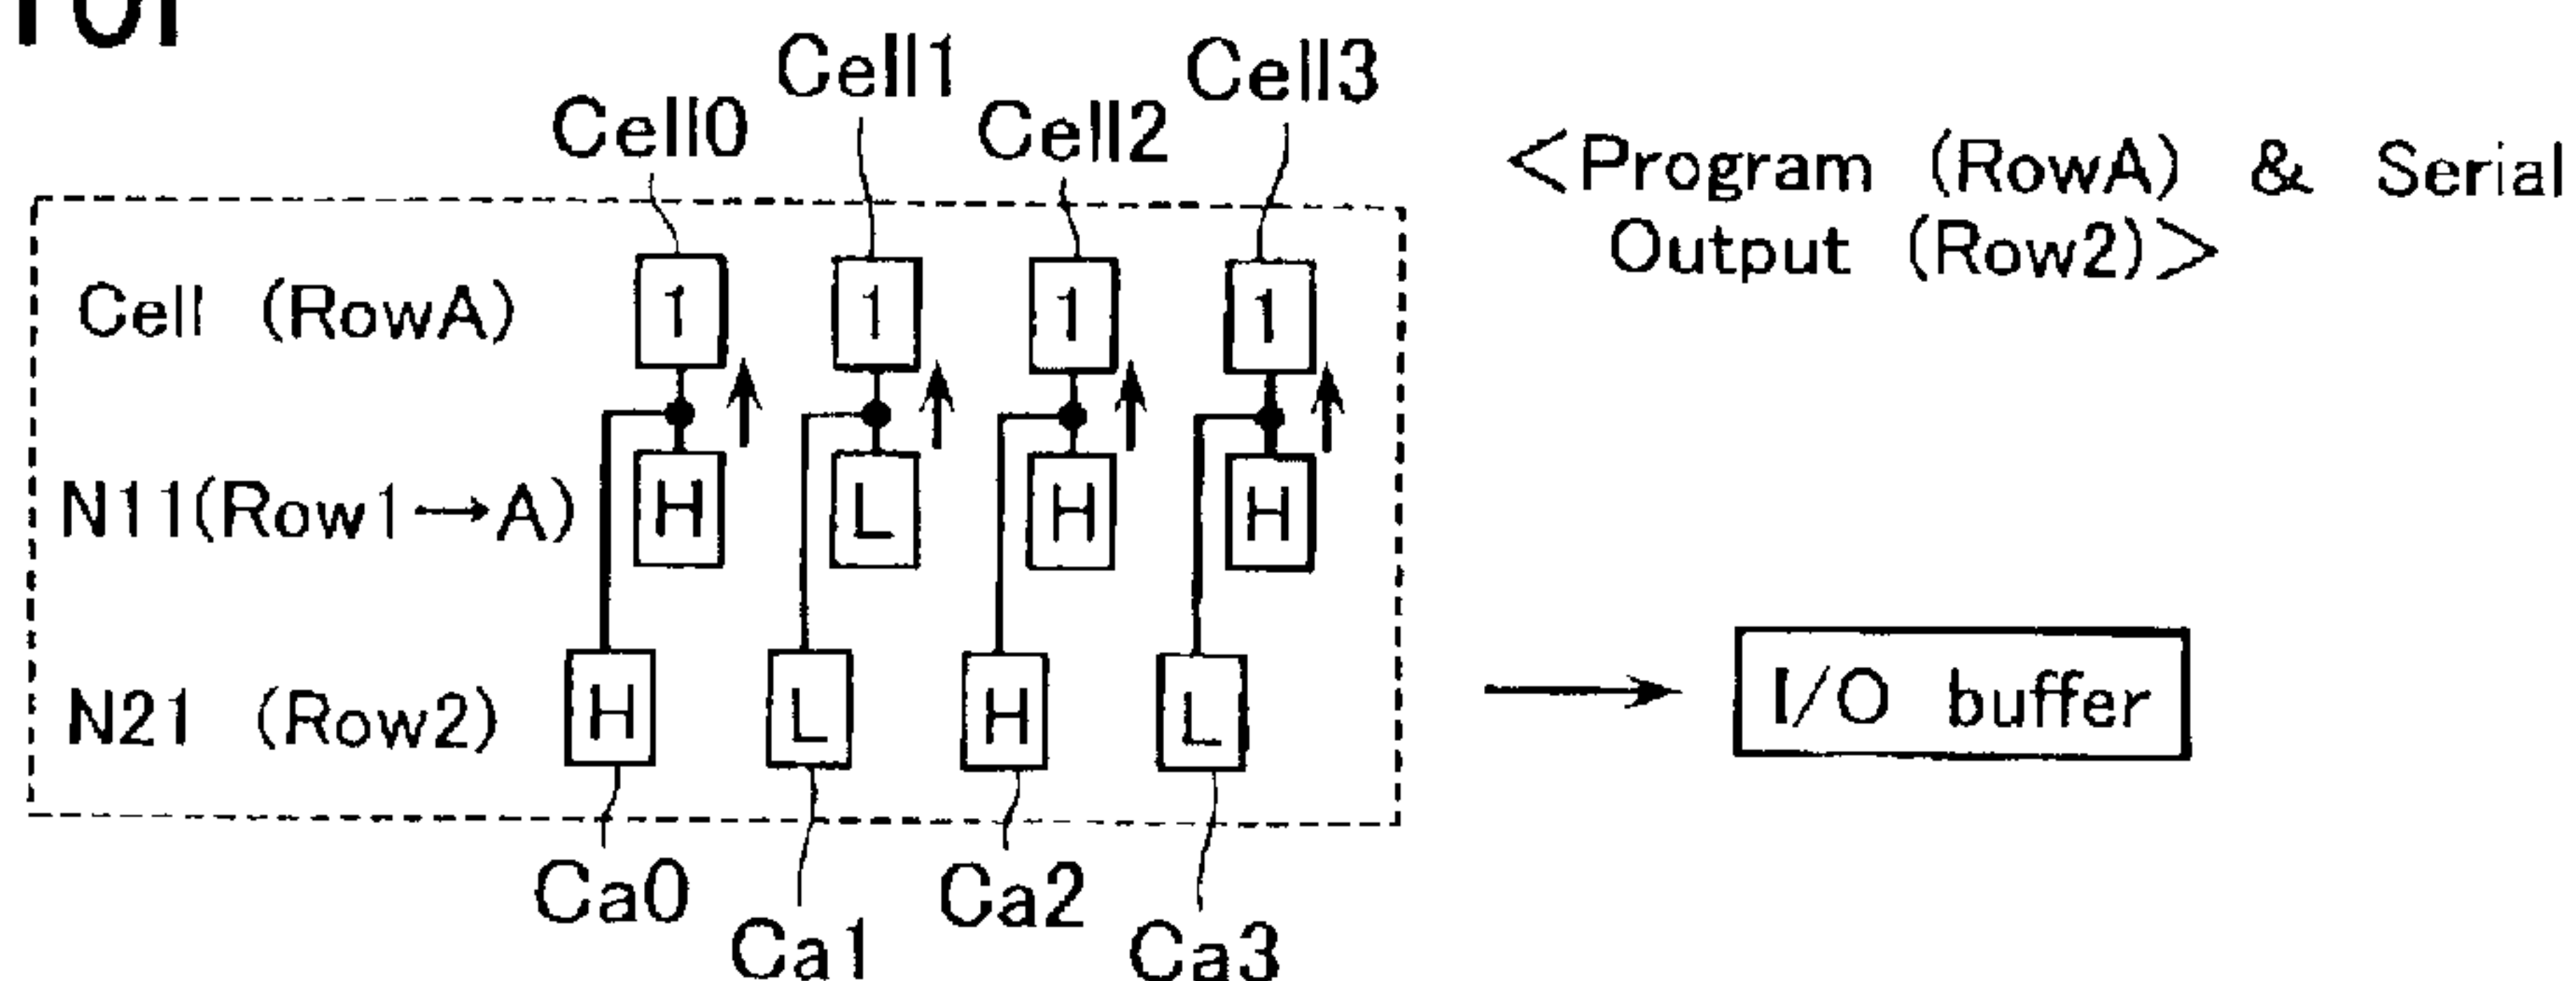 Cell0 Cell1 Cell2 Cell3
<Program (RowA) & Serial
Output (Row2)>
Cell (RowA) 1 1 1 1
N11(Row1→A) H L H H
N21 (Row2) H L H L
I/O buffer
Ca0 Ca1 Ca2 Ca3